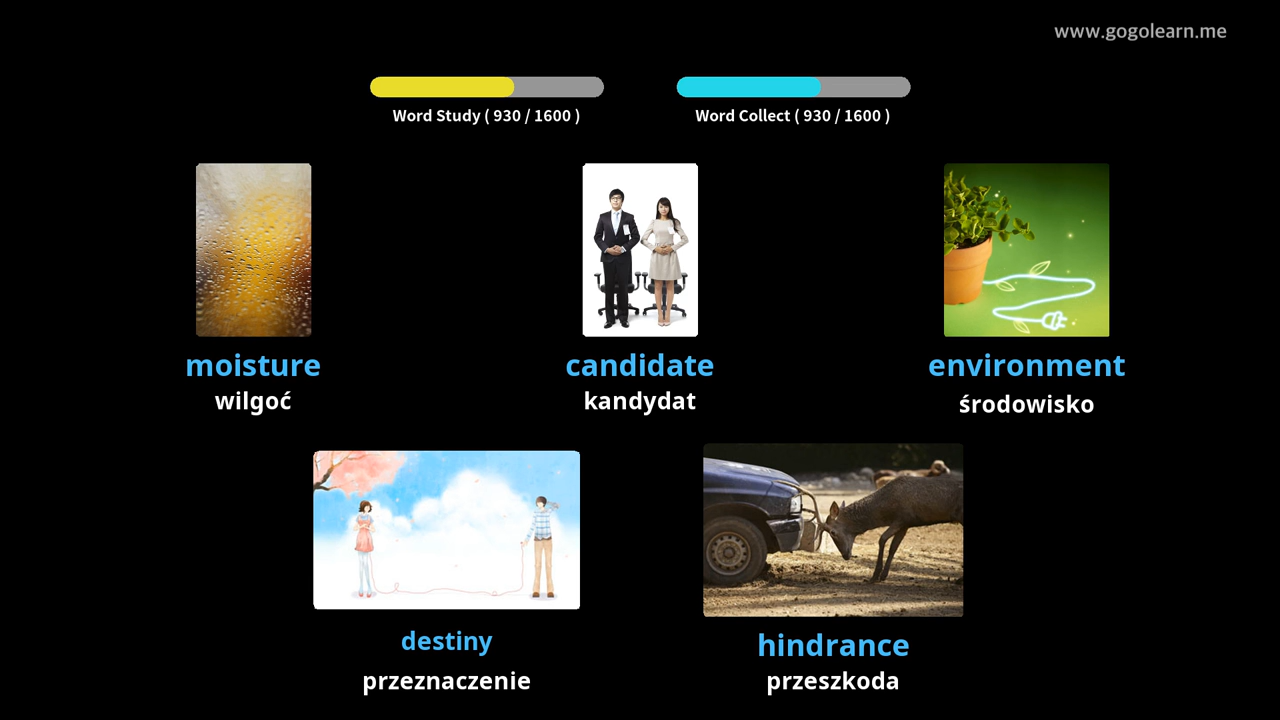 www.gogolearn.me
Word Study ( 930 / 1600 )
Word Collect ( 930 / 1600 )
moisture
wilgoć
candidate
kandydat
environment
środowisko
destiny
przeznaczenie
hindrance
przeszkoda